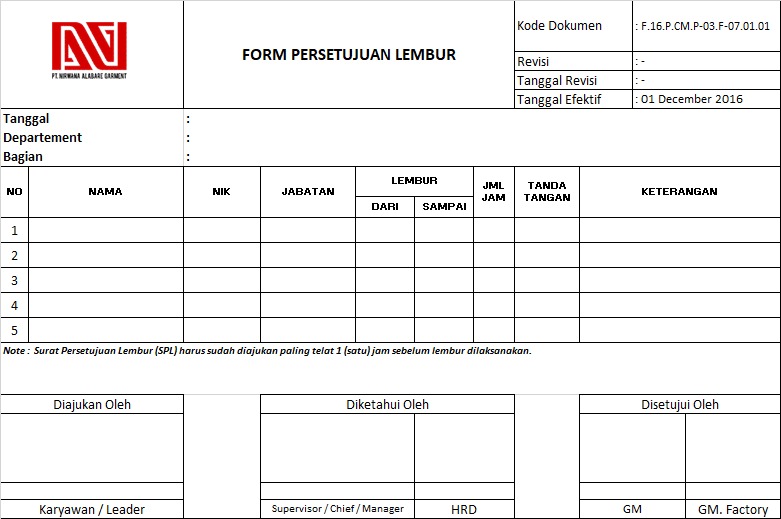 PT. NIRWANA ALABARE GARMENT
FORM PERSETUJUAN LEMBUR
Kode Dokumen : F.16.P.CM.P-03.F-07.01.01
Revisi : -
Tanggal Revisi : -
Tanggal Efektif : 01 December 2016
Tanggal :
Departement :
Bagian :
NO NAMA NIK JABATAN LEMBUR JML JAM TANDA TANGAN KETERANGAN
DARI SAMPAI
1
2
3
4
5
Note : Surat Persetujuan Lembur (SPL) harus sudah diajukan paling telat 1 (satu) jam sebelum lembur dilaksanakan.
Diajukan Oleh Diketahui Oleh Disetujui Oleh
Karyawan / Leader Supervisor / Chief / Manager HRD GM GM. Factory